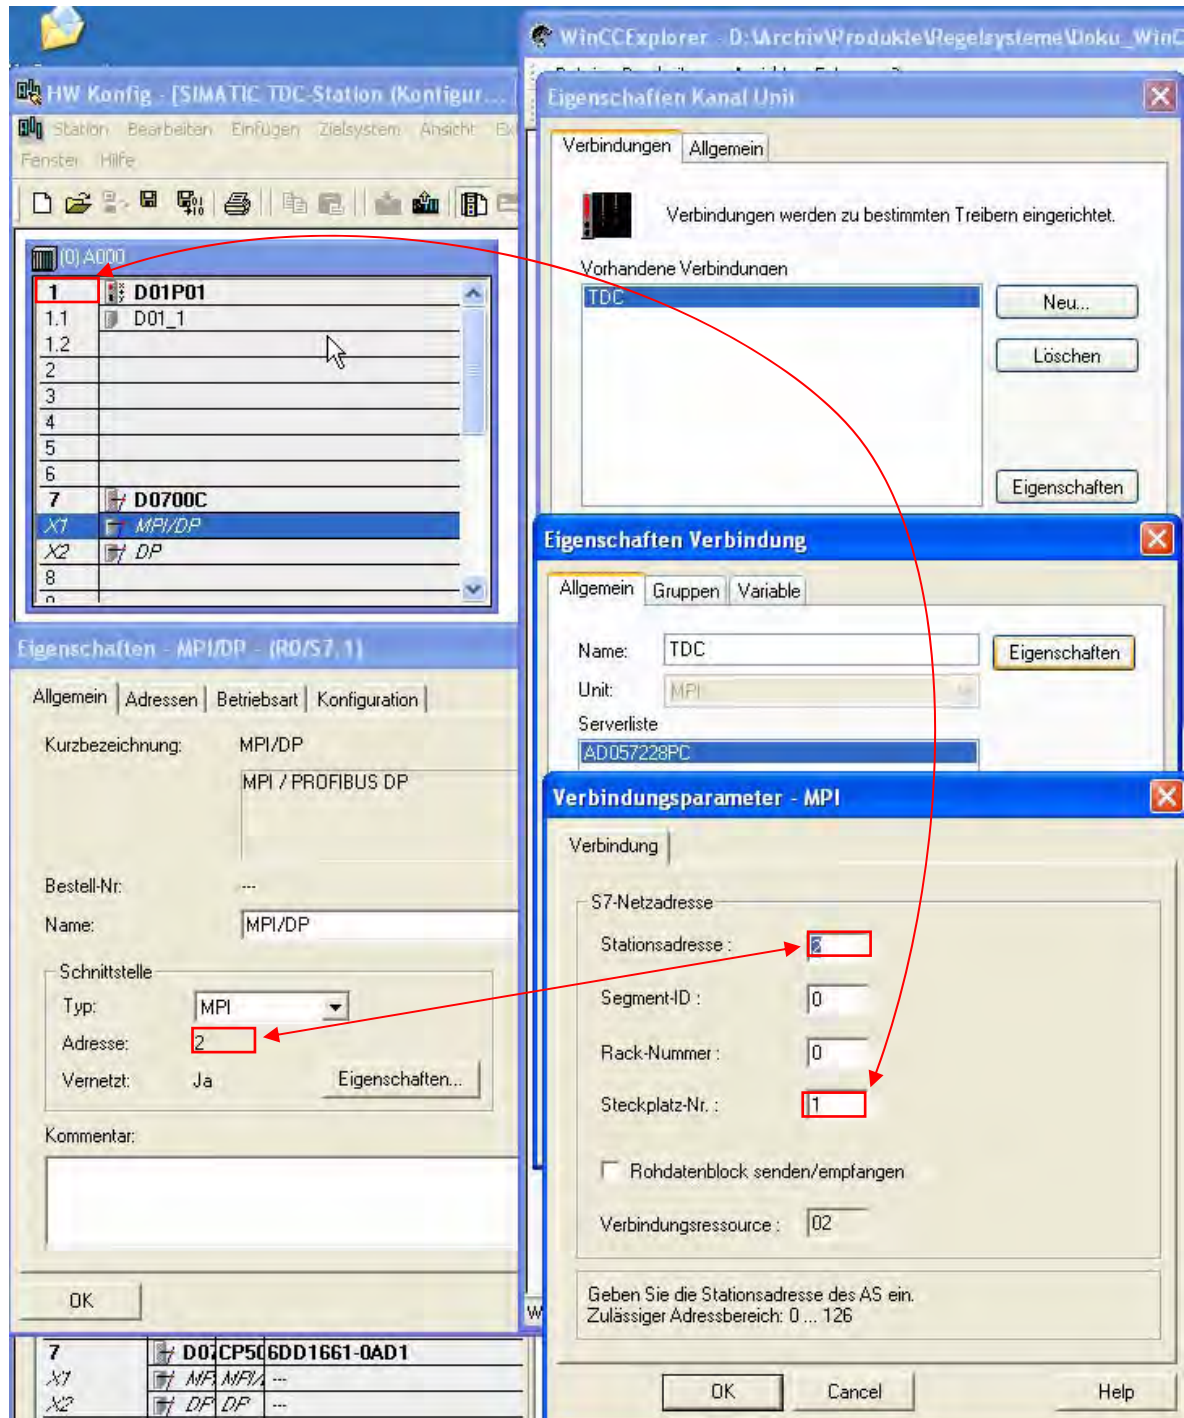 WinCCExplorer - D:\Archiv\Produkte\Regelsysteme\Doku_WinC
HW Konfig - [SIMATIC TDC-Station (Konfigur...
Station Bearbeiten Einfügen Zielsystem Ansicht Ex
Fenster Hilfe
(0) A000
1 D01P01
1.1 D01_1
1.2
2
3
4
5
6
7 D0700C
X1 MPI/DP
X2 DP
8
Eigenschaften Kanal Unit
Verbindungen Allgemein
Verbindungen werden zu bestimmten Treibern eingerichtet.
Vorhandene Verbindungen
TDC
Neu...
Löschen
Eigenschaften
Eigenschaften Verbindung
Allgemein Gruppen Variable
Name: TDC Eigenschaften
Unit: MPI
Serverliste
AD057228PC
Eigenschaften - MPI/DP - (R0/S7.1)
Allgemein Adressen Betriebsart Konfiguration
Kurzbezeichnung: MPI/DP
MPI / PROFIBUS DP
Bestell-Nr: ---
Name: MPI/DP
Schnittstelle
Typ: MPI
Adresse: 2
Vernetzt: Ja Eigenschaften...
Kommentar:
OK
Verbindungsparameter - MPI
Verbindung
S7-Netzadresse
Stationsadresse : 2
Segment-ID : 0
Rack-Nummer : 0
Steckplatz-Nr. : 1
Rohdatenblock senden/empfangen
Verbindungsressource : 02
Geben Sie die Stationsadresse des AS ein.
Zulässiger Adressbereich: 0 ... 126
OK Cancel Help
W
7 D07 CP50 6DD1661-0AD1
X1 MPI MPI/ ---
X2 DP DP ---